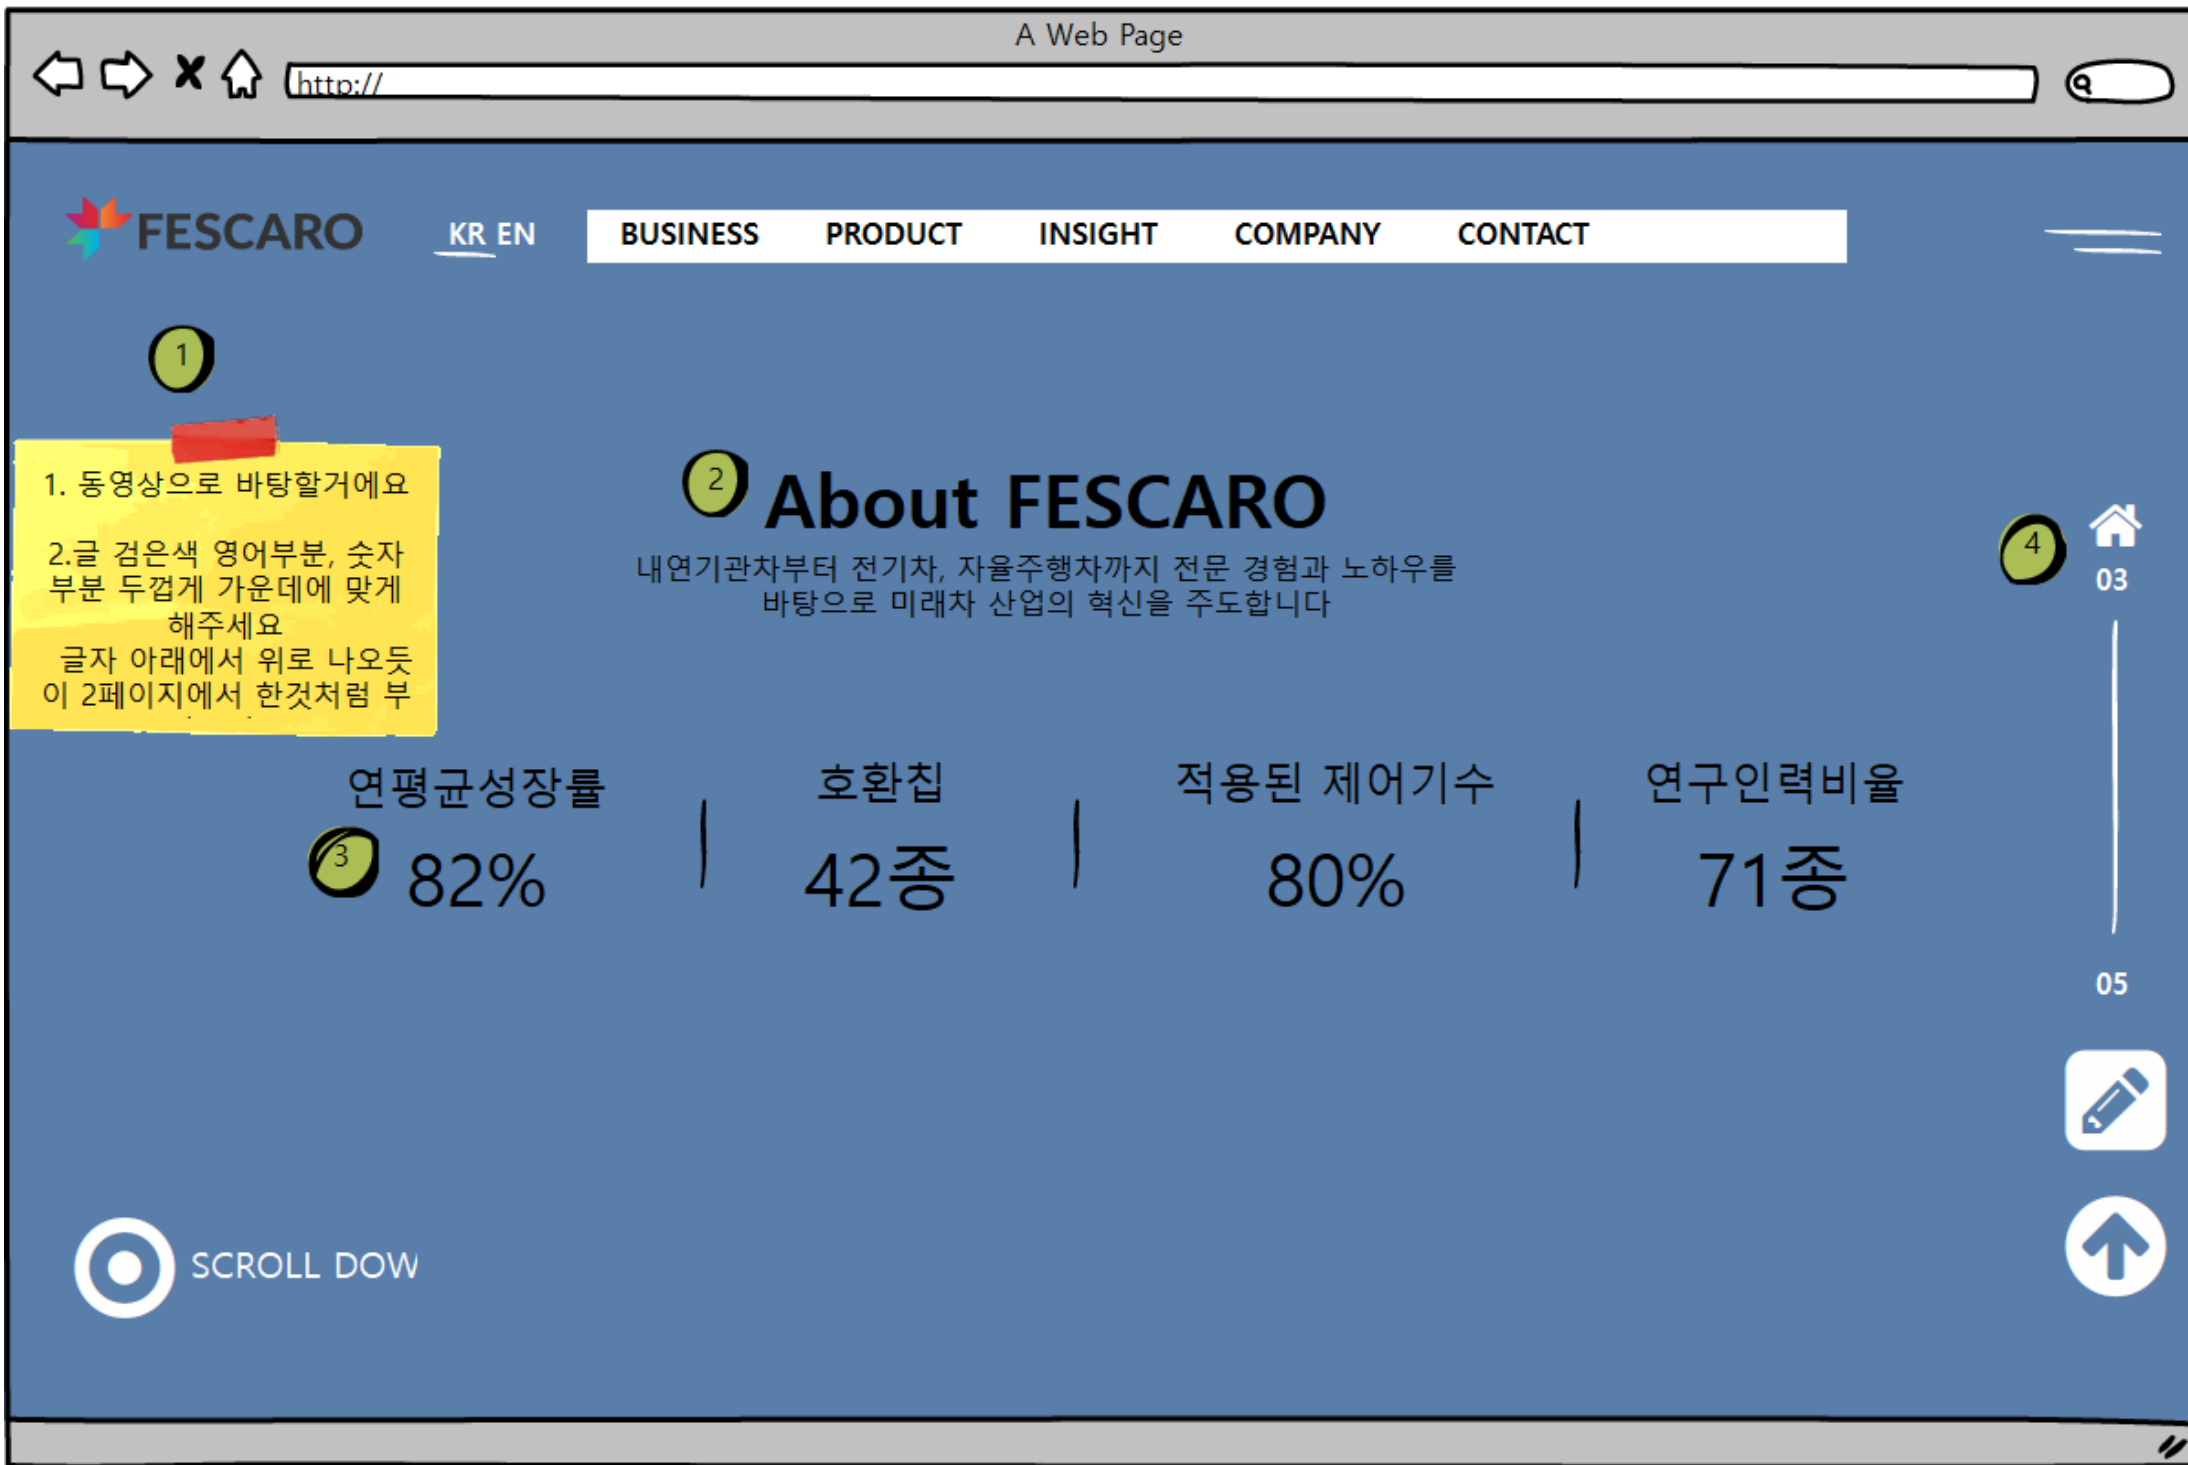 A Web Page
http://
FESCARO
KR EN
BUSINESS PRODUCT INSIGHT COMPANY CONTACT
1
1. 동영상으로 바탕할거에요
2.글 검은색 영어부분, 숫자
부분 두껍게 가운데에 맞게
해주세요
글자 아래에서 위로 나오듯
이 2페이지에서 한것처럼 부
2
About FESCARO
내연기관차부터 전기차, 자율주행차까지 전문 경험과 노하우를
바탕으로 미래차 산업의 혁신을 주도합니다
4
03
05
연평균성장률 호환칩 적용된 제어기수 연구인력비율
3
82% 42종 80% 71종
SCROLL DOW